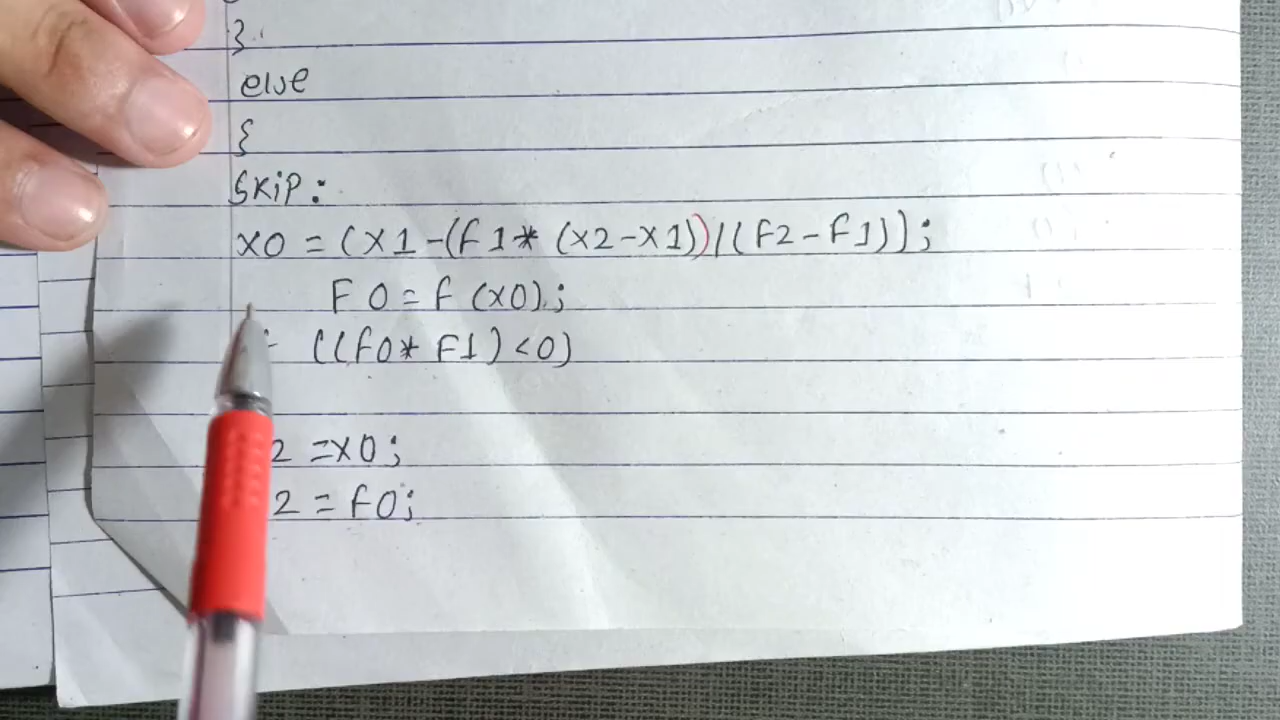 }
else
{
Skip:
x0 = (x1-(f1*(x2-x1))/(f2-f1));
F0=f(x0);
((f0*F1)<0)
2=x0;
2=f0;